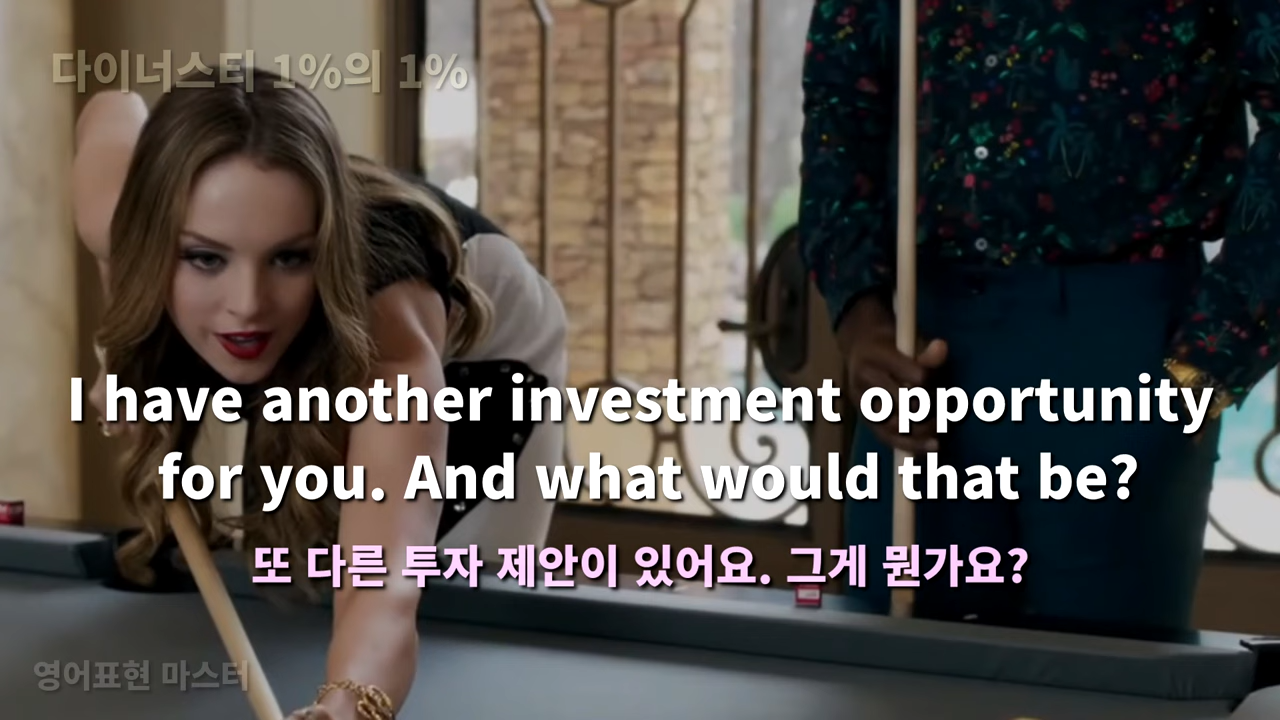 다이너스티 1%의 1%
I have another investment opportunity
for you. And what would that be?
또 다른 투자 제안이 있어요. 그게 뭔가요?
영어표현 마스터